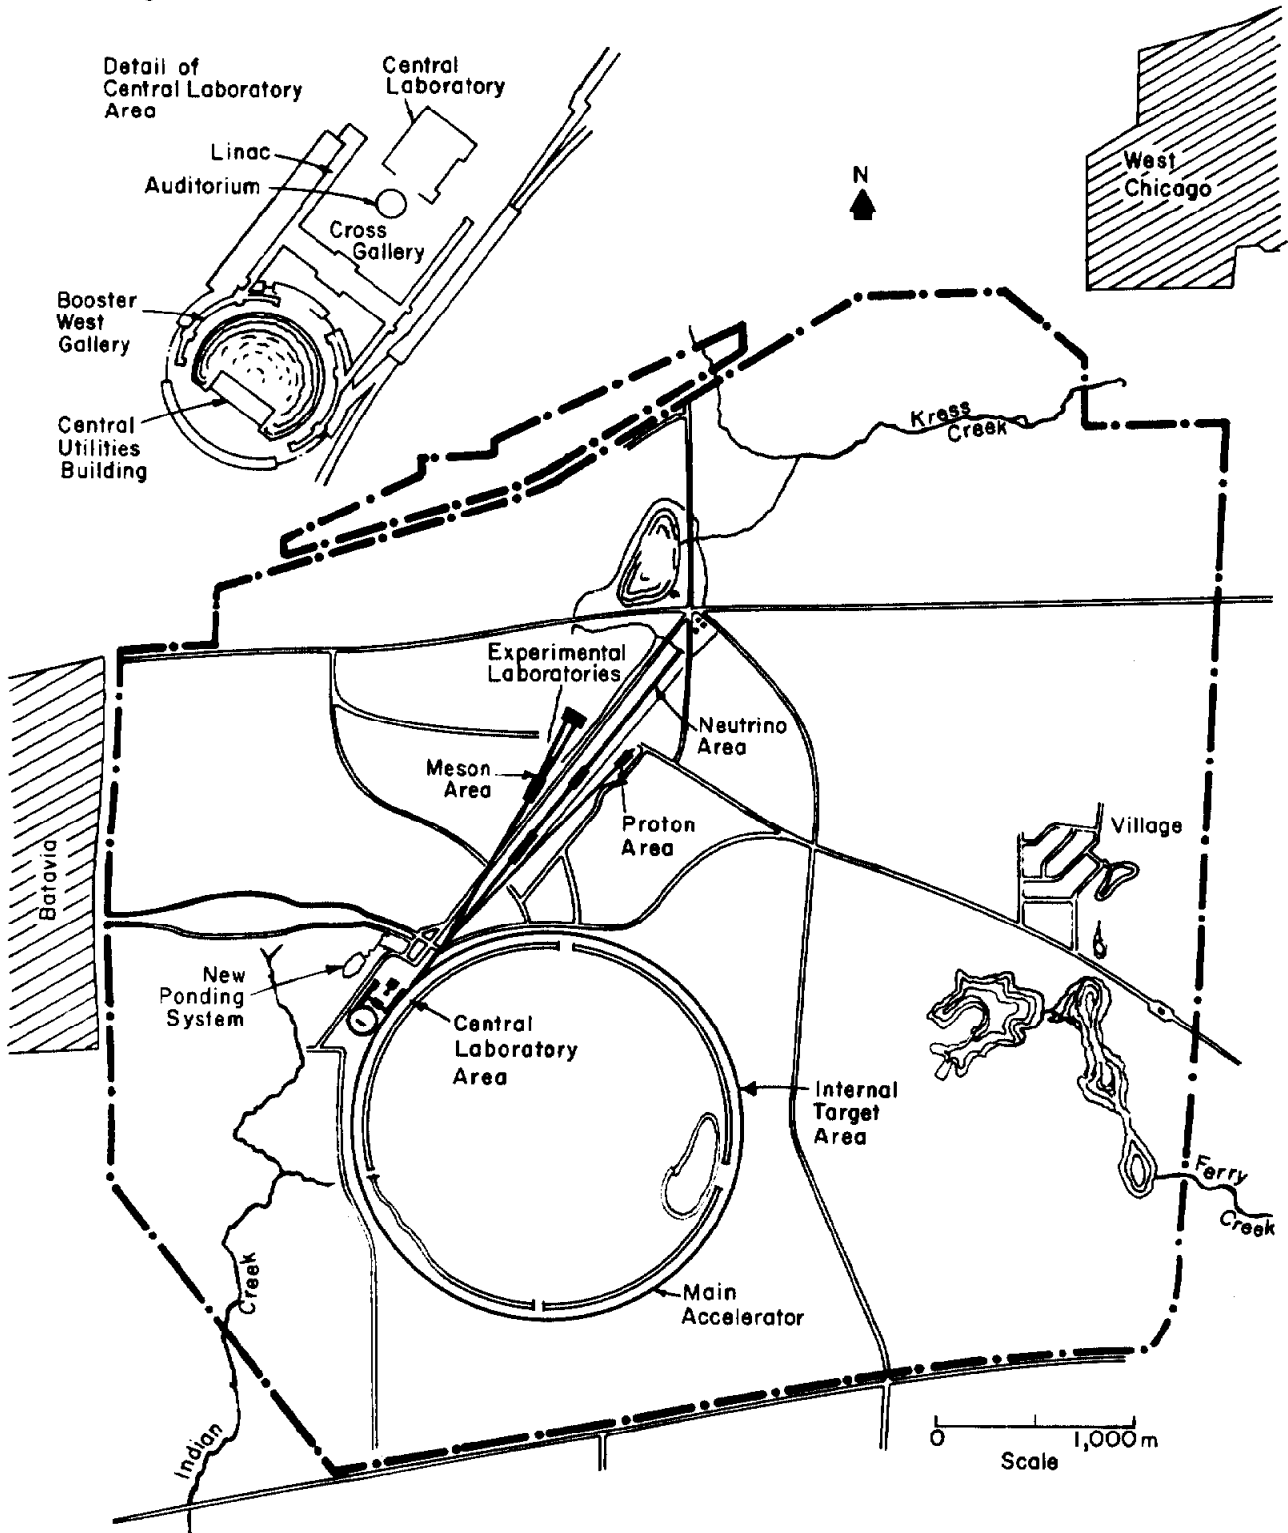 Detail of
Central Laboratory
Area
Central
Laboratory
Linac
Auditorium
Cross
Gallery
Booster
West
Gallery
Central
Utilities
Building
N
West
Chicago
Kress
Creek
Experimental
Laboratories
Neutrino
Area
Meson
Area
Proton
Area
Village
Batavia
New
Ponding
System
Central
Laboratory
Area
Internal
Target
Area
Ferry
Creek
Main
Accelerator
Indian
Creek
0 1,000m
Scale